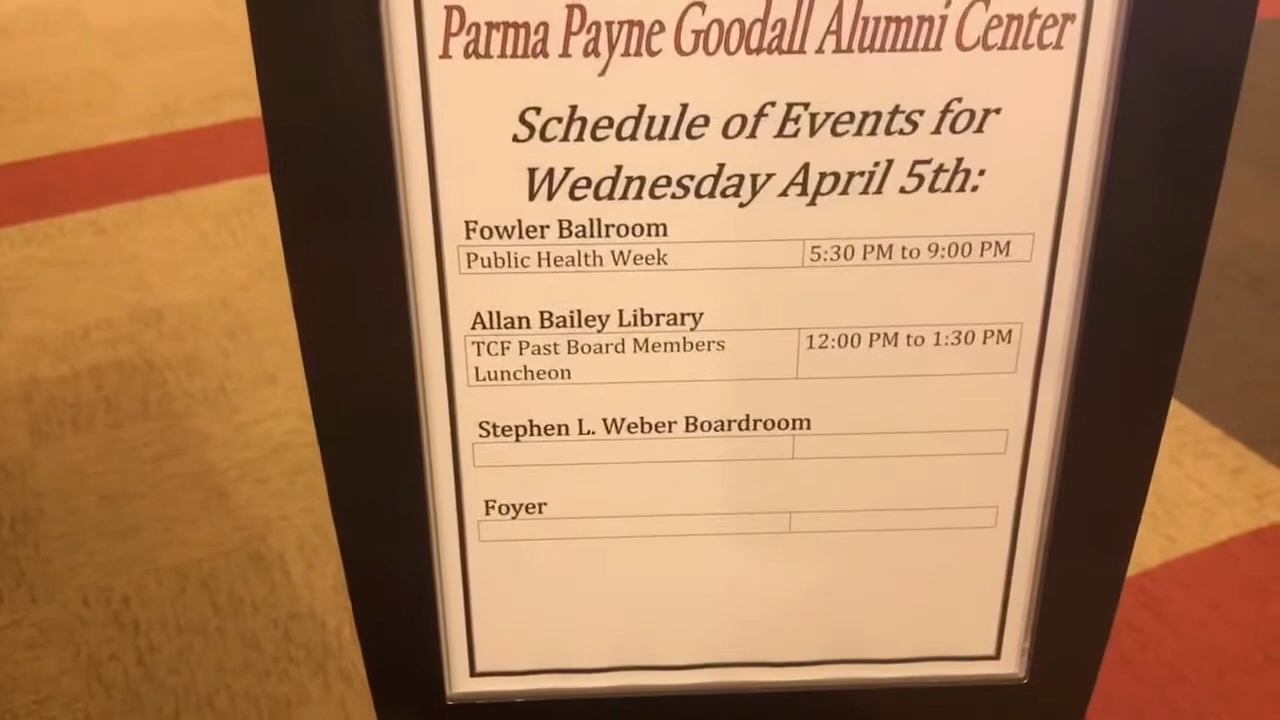 Parma Payne Goodall Alumni Center
Schedule of Events for
Wednesday April 5th:
Fowler Ballroom
Public Health Week 5:30 PM to 9:00 PM
Allan Bailey Library
TCF Past Board Members 12:00 PM to 1:30 PM
Luncheon
Stephen L. Weber Boardroom
Foyer